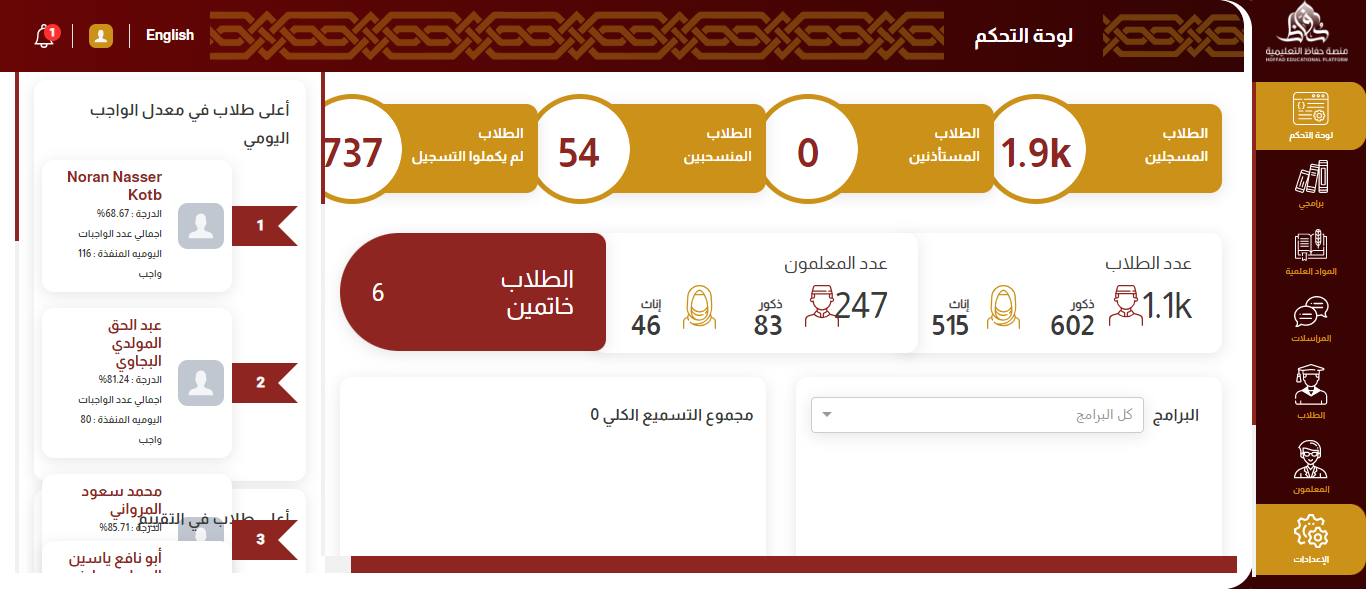 منصة حفاظ التعليمية
HOFFAD EDUCATIONAL PLATFORM
لوحة التحكم
English
1
لوحة التحكم
برامجي
المواد العلمية
المراسلات
الطلاب
المعلمون
الإعدادات
الطلاب
المسجلين
1.9k
الطلاب
المستأذنين
0
الطلاب
المنسحبين
54
الطلاب
لم يكملوا التسجيل
737
عدد الطلاب
1.1k
ذكور
602
إناث
515
عدد المعلمون
247
ذكور
83
إناث
46
الطلاب
خاتمين
6
البرامج
كل البرامج
مجموع التسميع الكلي 0
أعلى طلاب في معدل الواجب
اليومي
1
Noran Nasser
Kotb
الدرجة : 68.67%
اجمالي عدد الواجبات
اليوميه المنفذة : 116
واجب
2
عبد الحق
المولدي
البجاوي
الدرجة : 81.24%
اجمالي عدد الواجبات
اليوميه المنفذة : 80
واجب
3
محمد سعود
المرواني
الدرجة : 85.71%
أعلى طلاب في التقييم
أبو نافع ياسين